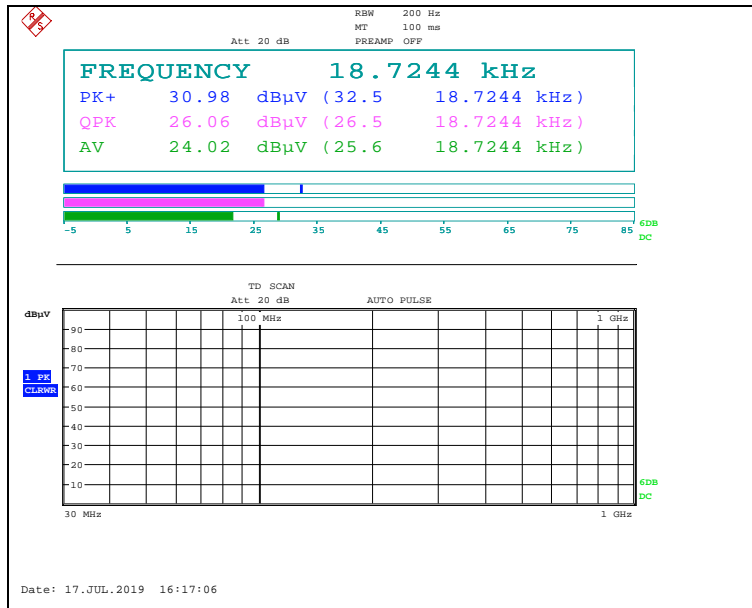 R S
RBW 200 Hz
MT 100 ms
Att 20 dB PREAMP OFF
FREQUENCY 18.7244 kHz
PK+ 30.98 dBµV (32.5 18.7244 kHz)
QPK 26.06 dBµV (26.5 18.7244 kHz)
AV 24.02 dBµV (25.6 18.7244 kHz)
-5 5 15 25 35 45 55 65 75 85
6DB
DC
TD SCAN
Att 20 dB AUTO PULSE
dBµV
100 MHz 1 GHz
90
80
70
1 PK
CLRWR
60
50
40
30
20
10
6DB
DC
30 MHz 1 GHz
Date: 17.JUL.2019 16:17:06